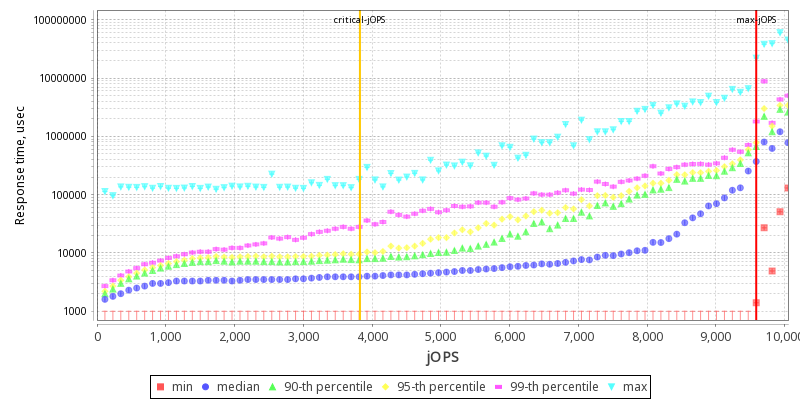 critical-jOPS
max-jOPS
100000000
10000000
1000000
100000
10000
1000
Response time, usec
0
1,000
2,000
3,000
4,000
5,000
6,000
7,000
8,000
9,000
10,000
jOPS
min
median
90-th percentile
95-th percentile
99-th percentile
max